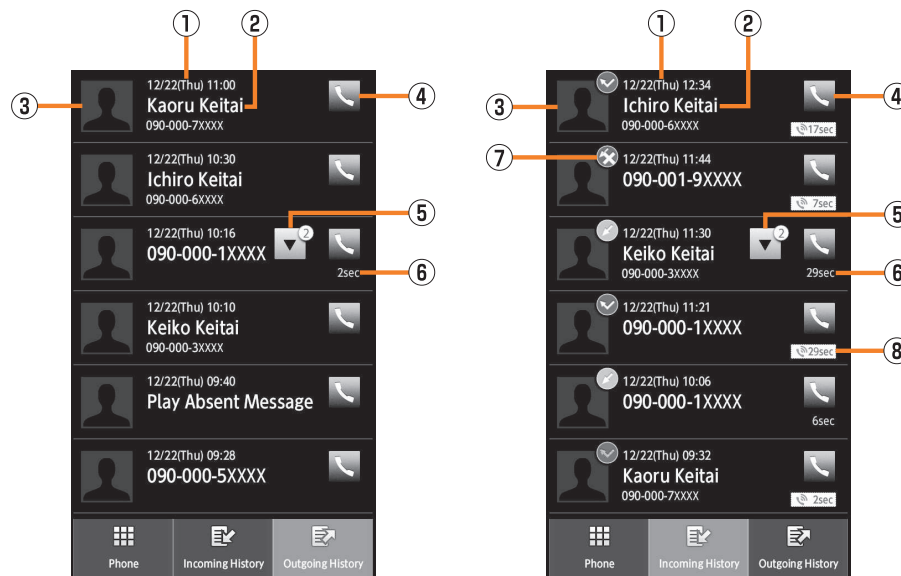 ① ②
12/22(Thu) 11:00
Kaoru Keitai
090-000-7XXXX
③ ④
12/22(Thu) 10:30
Ichiro Keitai
090-000-6XXXX
12/22(Thu) 10:16
090-000-1XXXX
2
2sec
⑤
⑥
12/22(Thu) 10:10
Keiko Keitai
090-000-3XXXX
12/22(Thu) 09:40
Play Absent Message
12/22(Thu) 09:28
090-000-5XXXX
Phone Incoming History Outgoing History
① ②
12/22(Thu) 12:34
Ichiro Keitai
090-000-6XXXX
17sec
③ ④
⑦
12/22(Thu) 11:44
090-001-9XXXX
7sec
12/22(Thu) 11:30
Keiko Keitai
090-000-3XXXX
2
29sec
⑤
⑥
12/22(Thu) 11:21
090-000-1XXXX
29sec
⑧
12/22(Thu) 10:06
090-000-1XXXX
6sec
12/22(Thu) 09:32
Kaoru Keitai
090-000-7XXXX
2sec
Phone Incoming History Outgoing History